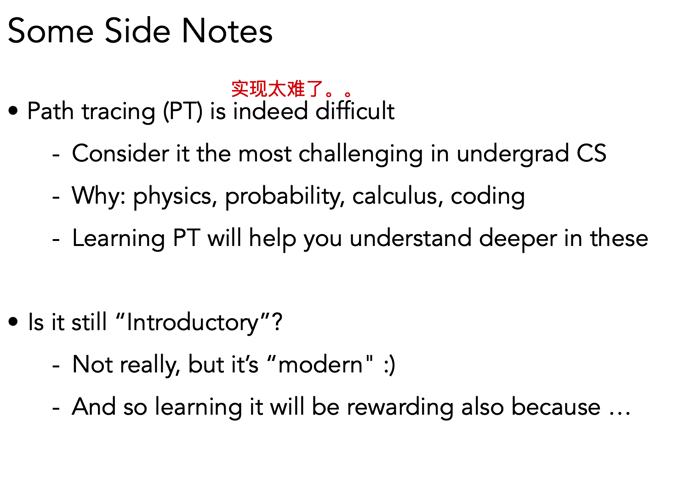 Some Side Notes
实现太难了。。
• Path tracing (PT) is indeed difficult
- Consider it the most challenging in undergrad CS
- Why: physics, probability, calculus, coding
- Learning PT will help you understand deeper in these
• Is it still “Introductory”?
- Not really, but it’s “modern" :)
- And so learning it will be rewarding also because …